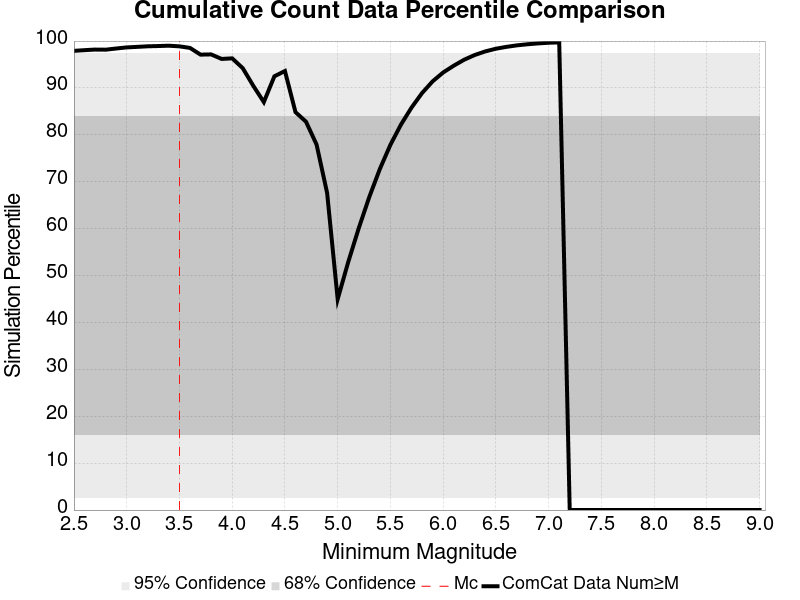 Cumulative Count Data Percentile Comparison
100
90
80
70
60
50
40
30
20
10
0
Simulation Percentile
2.5 3.0 3.5 4.0 4.5 5.0 5.5 6.0 6.5 7.0 7.5 8.0 8.5 9.0
Minimum Magnitude
95% Confidence 68% Confidence Mc ComCat Data Num≥M